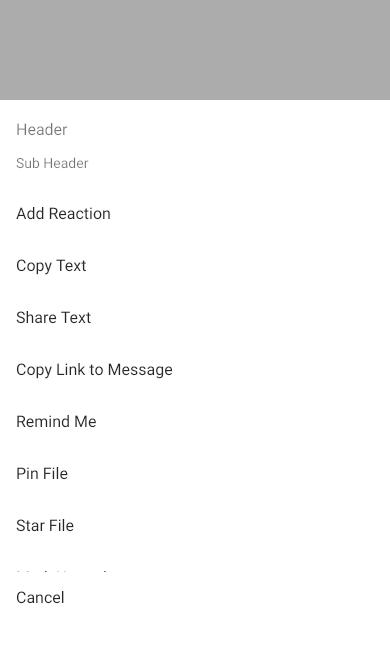 Header
Sub Header
Add Reaction
Copy Text
Share Text
Copy Link to Message
Remind Me
Pin File
Star File
Cancel